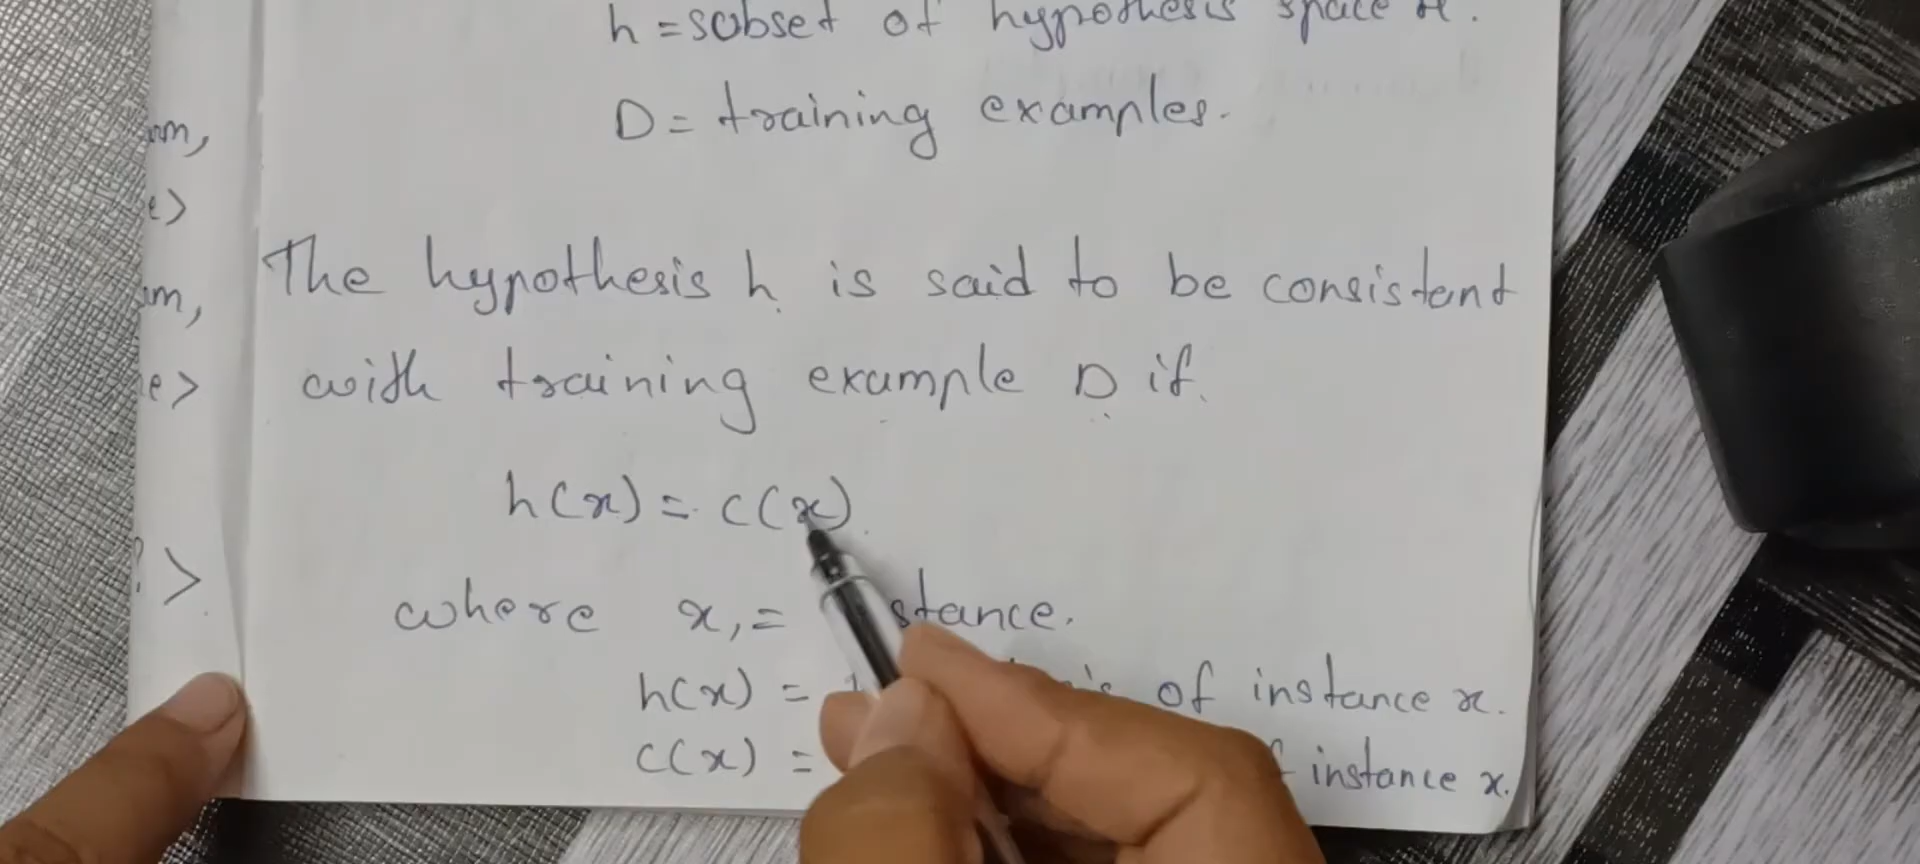 h = subset of hypothesis space H.
D = training examples.
The hypothesis h is said to be consistent
with training example D if
h(x) = c(x)
where x, = stance.
h(x) = of instance x.
c(x) = instance x.
e>
e>
>